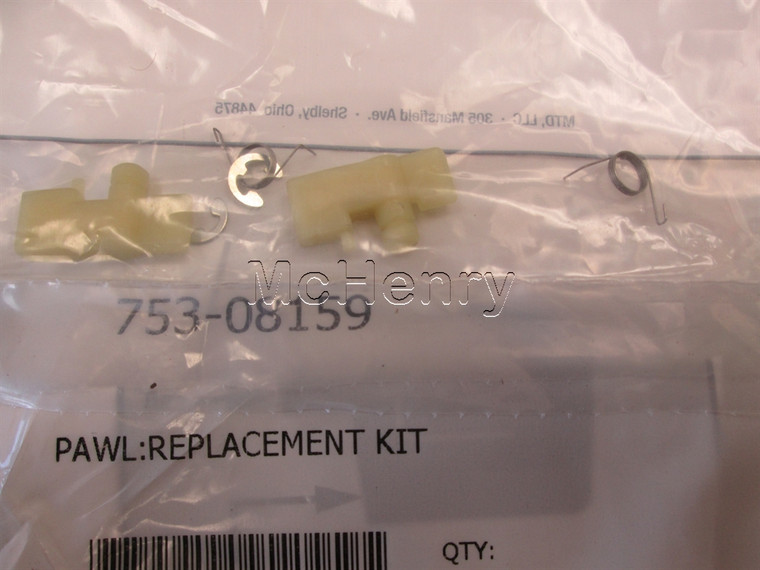 MTD, LLC · 305 Mansfield Ave. · Shelby, Ohio 44875
McHenry
753-08159
PAWL:REPLACEMENT KIT
QTY: